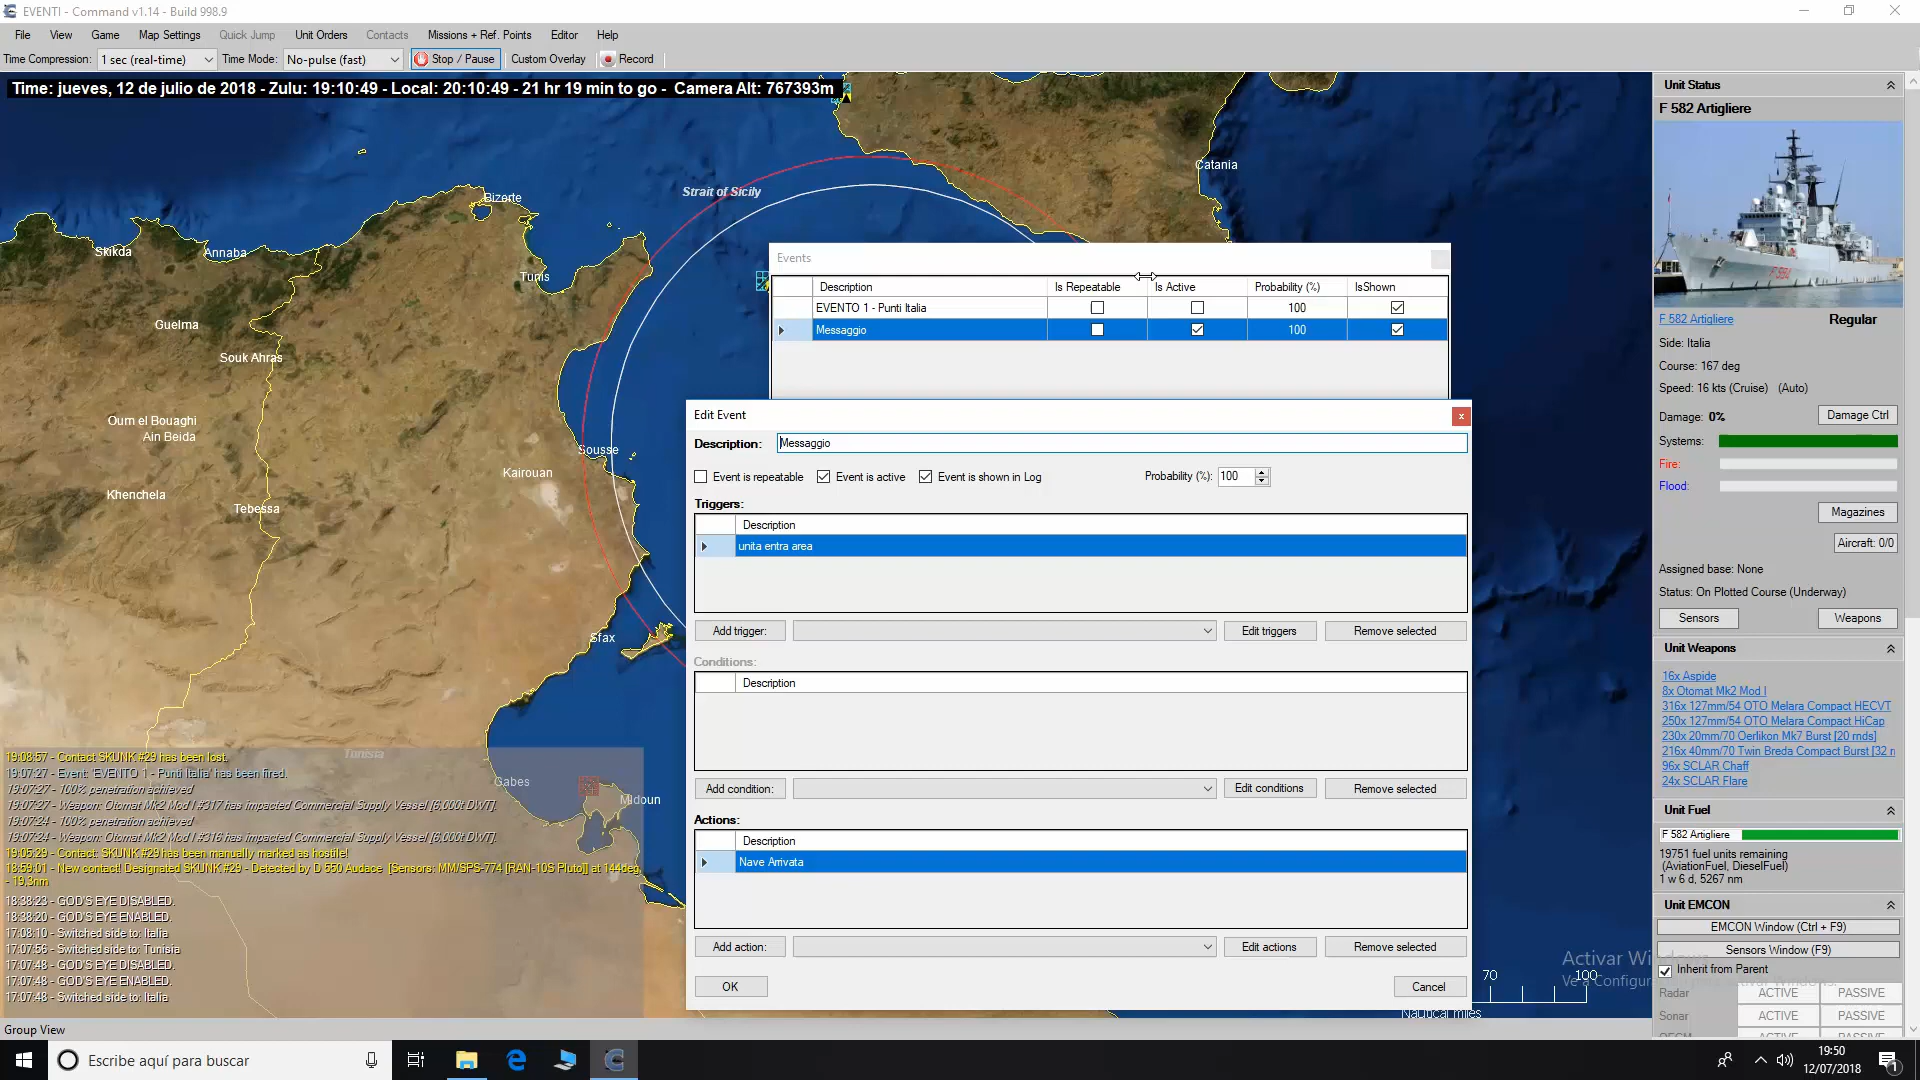 EVENTI - Command v1.14 - Build 998.9
File View Game Map Settings Quick Jump Unit Orders Contacts Missions + Ref. Points Editor Help
Time Compression: 1 sec (real-time) Time Mode: No-pulse (fast) Stop / Pause Custom Overlay Record
Time: jueves, 12 de julio de 2018 - Zulu: 19:10:49 - Local: 20:10:49 - 21 hr 19 min to go - Camera Alt: 767393m
Catania
Strait of Sicily
Bizerte
Skikda
Annaba
Tunis
Guelma
Souk Ahras
Oum el Bouaghi
Ain Beida
Sousse
Kairouan
Khenchela
Tebessa
Sfax
Tunisia
Gabes
Midoun
Events
Description Is Repeatable Is Active Probability (%) IsShown
EVENTO 1 - Punti Italia 100
Messaggio 100
Edit Event
Description: Messaggio
Event is repeatable Event is active Event is shown in Log Probability (%): 100
Triggers:
Description
unita entra area
Add trigger: Edit triggers Remove selected
Conditions:
Description
Add condition: Edit conditions Remove selected
Actions:
Description
Nave Arrivata
Add action: Edit actions Remove selected
OK Cancel
19:08:57 - Contact SKUNK #29 has been lost.
19:07:27 - Event: 'EVENTO 1 - Punti Italia' has been fired.
19:07:27 - 100% penetration achieved
19:07:27 - Weapon: Otomat Mk2 Mod I #317 has impacted Commercial Supply Vessel [6,000t DWT].
19:07:24 - 100% penetration achieved
19:07:24 - Weapon: Otomat Mk2 Mod I #316 has impacted Commercial Supply Vessel [6,000t DWT].
19:05:29 - Contact: SKUNK #29 has been manually marked as hostile!
18:59:01 - New contact! Designated SKUNK #29 - Detected by D 550 Audace [Sensors: MM/SPS-774 [RAN-10S Pluto]] at 144deg
- 19,3nm
18:38:23 - GOD'S EYE DISABLED.
18:38:20 - GOD'S EYE ENABLED.
17:08:10 - Switched side to: Italia
17:07:56 - Switched side to: Tunisia
17:07:48 - GOD'S EYE DISABLED.
17:07:48 - GOD'S EYE ENABLED.
17:07:48 - Switched side to: Italia
Unit Status
F 582 Artigliere
F 582 Artigliere Regular
Side: Italia
Course: 167 deg
Speed: 16 kts (Cruise) (Auto)
Damage: 0% Damage Ctrl
Systems:
Fire:
Flood:
Magazines
Aircraft: 0/0
Assigned base: None
Status: On Plotted Course (Underway)
Sensors Weapons
Unit Weapons
16x Aspide
8x Otomat Mk2 Mod I
316x 127mm/54 OTO Melara Compact HECVT
250x 127mm/54 OTO Melara Compact HiCap
230x 20mm/70 Oerlikon Mk7 Burst [20 rnds]
216x 40mm/70 Twin Breda Compact Burst [32 r
96x SCLAR Chaff
24x SCLAR Flare
Unit Fuel
F 582 Artigliere
19751 fuel units remaining
(AviationFuel, DieselFuel)
1 w 6 d, 5267 nm
Unit EMCON
EMCON Window (Ctrl + F9)
Sensors Window (F9)
Inherit from Parent
Radar ACTIVE PASSIVE
Sonar ACTIVE PASSIVE
OECM ACTIVE PASSIVE
Activar Wi
Ve a Configur
70 100
Nautical miles
Group View
Escribe aquí para buscar
19:50
12/07/2018
1